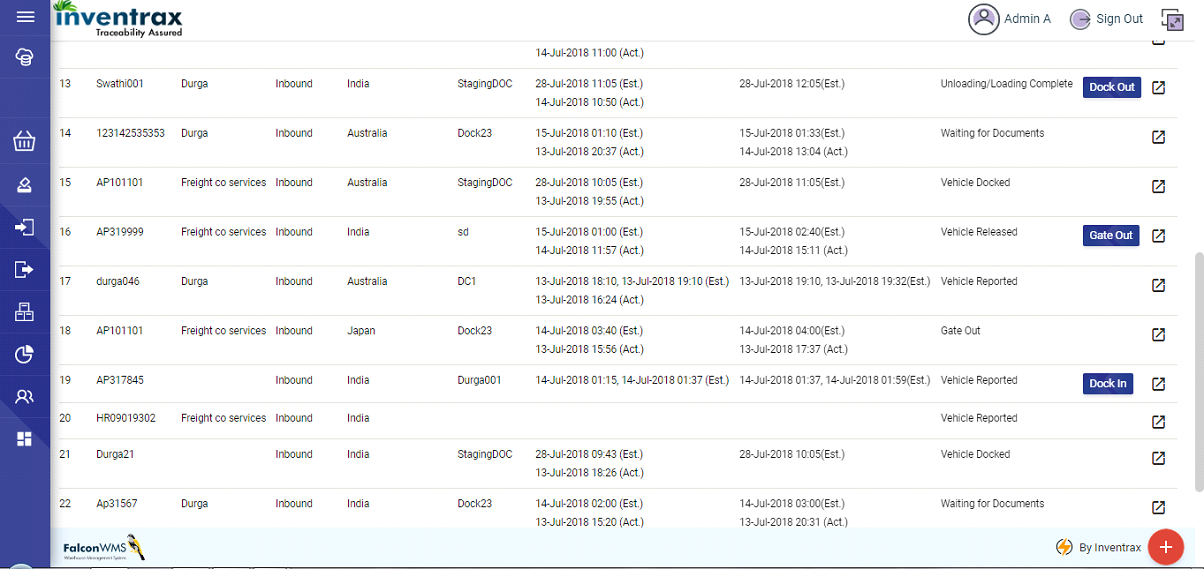 inventrax
Traceability Assured
Admin A
Sign Out
14-Jul-2018 11:00 (Act.)
13 Swathi001 Durga Inbound India StagingDOC 28-Jul-2018 11:05 (Est.) 28-Jul-2018 12:05(Est.) Unloading/Loading Complete Dock Out
14-Jul-2018 10:50 (Act.)
14 123142535353 Durga Inbound Australia Dock23 15-Jul-2018 01:10 (Est.) 15-Jul-2018 01:33(Est.) Waiting for Documents
13-Jul-2018 20:37 (Act.) 14-Jul-2018 13:04 (Act.)
15 AP101101 Freight co services Inbound Australia StagingDOC 28-Jul-2018 10:05 (Est.) 28-Jul-2018 11:05(Est.) Vehicle Docked
13-Jul-2018 19:55 (Act.)
16 AP319999 Freight co services Inbound India sd 15-Jul-2018 01:00 (Est.) 15-Jul-2018 02:40(Est.) Vehicle Released Gate Out
14-Jul-2018 11:57 (Act.) 14-Jul-2018 15:11 (Act.)
17 durga046 Durga Inbound Australia DC1 13-Jul-2018 18:10, 13-Jul-2018 19:10 (Est.) 13-Jul-2018 19:10, 13-Jul-2018 19:32(Est.) Vehicle Reported
13-Jul-2018 16:24 (Act.)
18 AP101101 Freight co services Inbound Japan Dock23 14-Jul-2018 03:40 (Est.) 14-Jul-2018 04:00(Est.) Gate Out
13-Jul-2018 15:56 (Act.) 13-Jul-2018 17:37 (Act.)
19 AP317845 Inbound India Durga001 14-Jul-2018 01:15, 14-Jul-2018 01:37 (Est.) 14-Jul-2018 01:37, 14-Jul-2018 01:59(Est.) Vehicle Reported Dock In
20 HR09019302 Freight co services Inbound India Vehicle Reported
21 Durga21 Inbound India StagingDOC 28-Jul-2018 09:43 (Est.) 28-Jul-2018 10:05(Est.) Vehicle Docked
13-Jul-2018 18:26 (Act.)
22 Ap31567 Durga Inbound India Dock23 14-Jul-2018 02:00 (Est.) 14-Jul-2018 03:00(Est.) Waiting for Documents
13-Jul-2018 15:20 (Act.) 13-Jul-2018 20:31 (Act.)
FalconWMS
Warehouse Management System
By Inventrax